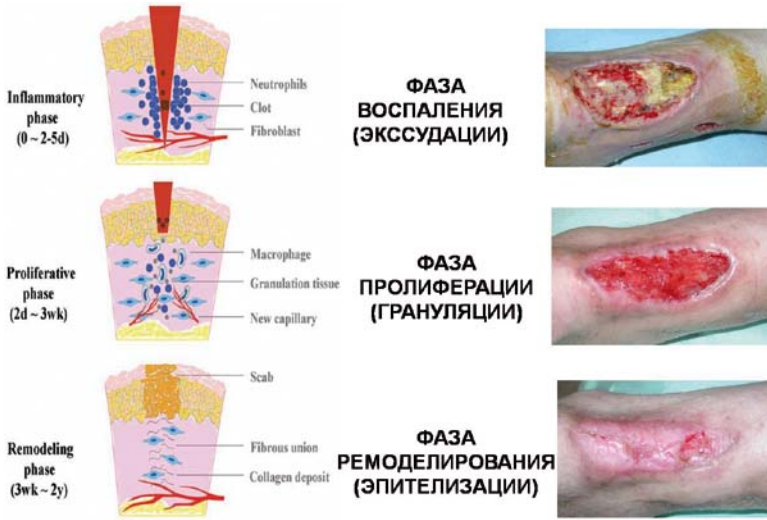 Inflammatory
phase
(0 ~ 2-5d)
Neutrophils
Clot
Fibroblast
ФАЗА
ВОСПАЛЕНИЯ
(ЭКССУДАЦИИ)
Proliferative
phase
(2d ~ 3wk)
Macrophage
Granulation tissue
New capillary
ФАЗА
ПРОЛИФЕРАЦИИ
(ГРАНУЛЯЦИИ)
Remodeling
phase
(3wk ~ 2y)
Scab
Fibrous union
Collagen deposit
ФАЗА
РЕМОДЕЛИРОВАНИЯ
(ЭПИТЕЛИЗАЦИИ)